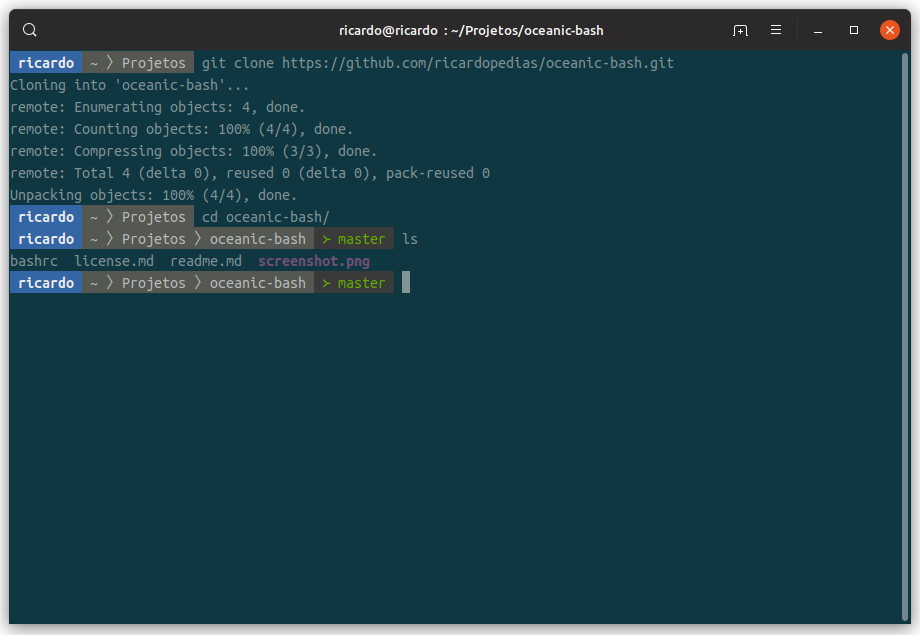 ricardo@ricardo : ~/Projetos/oceanic-bash
ricardo ~ 〉Projetos git clone https://github.com/ricardopedias/oceanic-bash.git
Cloning into 'oceanic-bash'...
remote: Enumerating objects: 4, done.
remote: Counting objects: 100% (4/4), done.
remote: Compressing objects: 100% (3/3), done.
remote: Total 4 (delta 0), reused 0 (delta 0), pack-reused 0
Unpacking objects: 100% (4/4), done.
ricardo ~ 〉Projetos cd oceanic-bash/
ricardo ~ 〉Projetos 〉oceanic-bash ≻ master ls
bashrc license.md readme.md screenshot.png
ricardo ~ 〉Projetos 〉oceanic-bash ≻ master